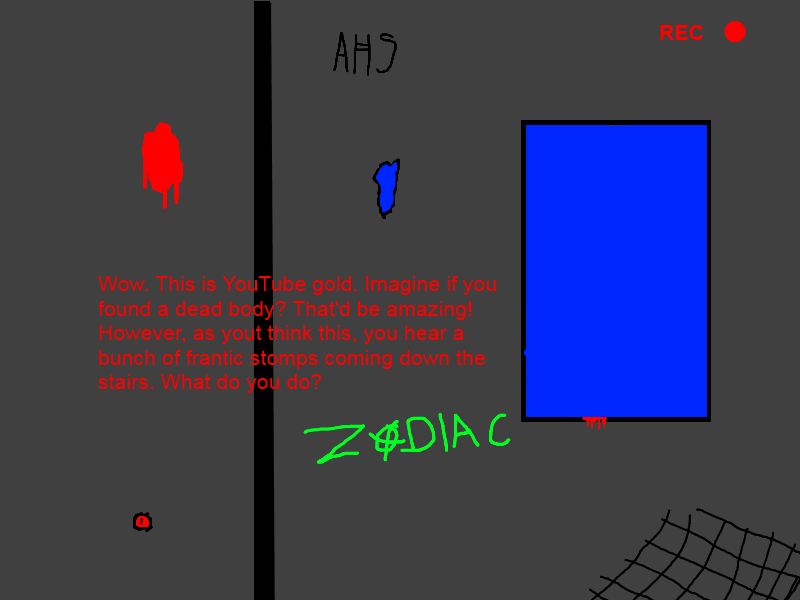 AHS
REC
Wow. This is YouTube gold. Imagine if you
found a dead body? That'd be amazing!
However, as yout think this, you hear a
bunch of frantic stomps coming down the
stairs. What do you do?
ZØDIAC